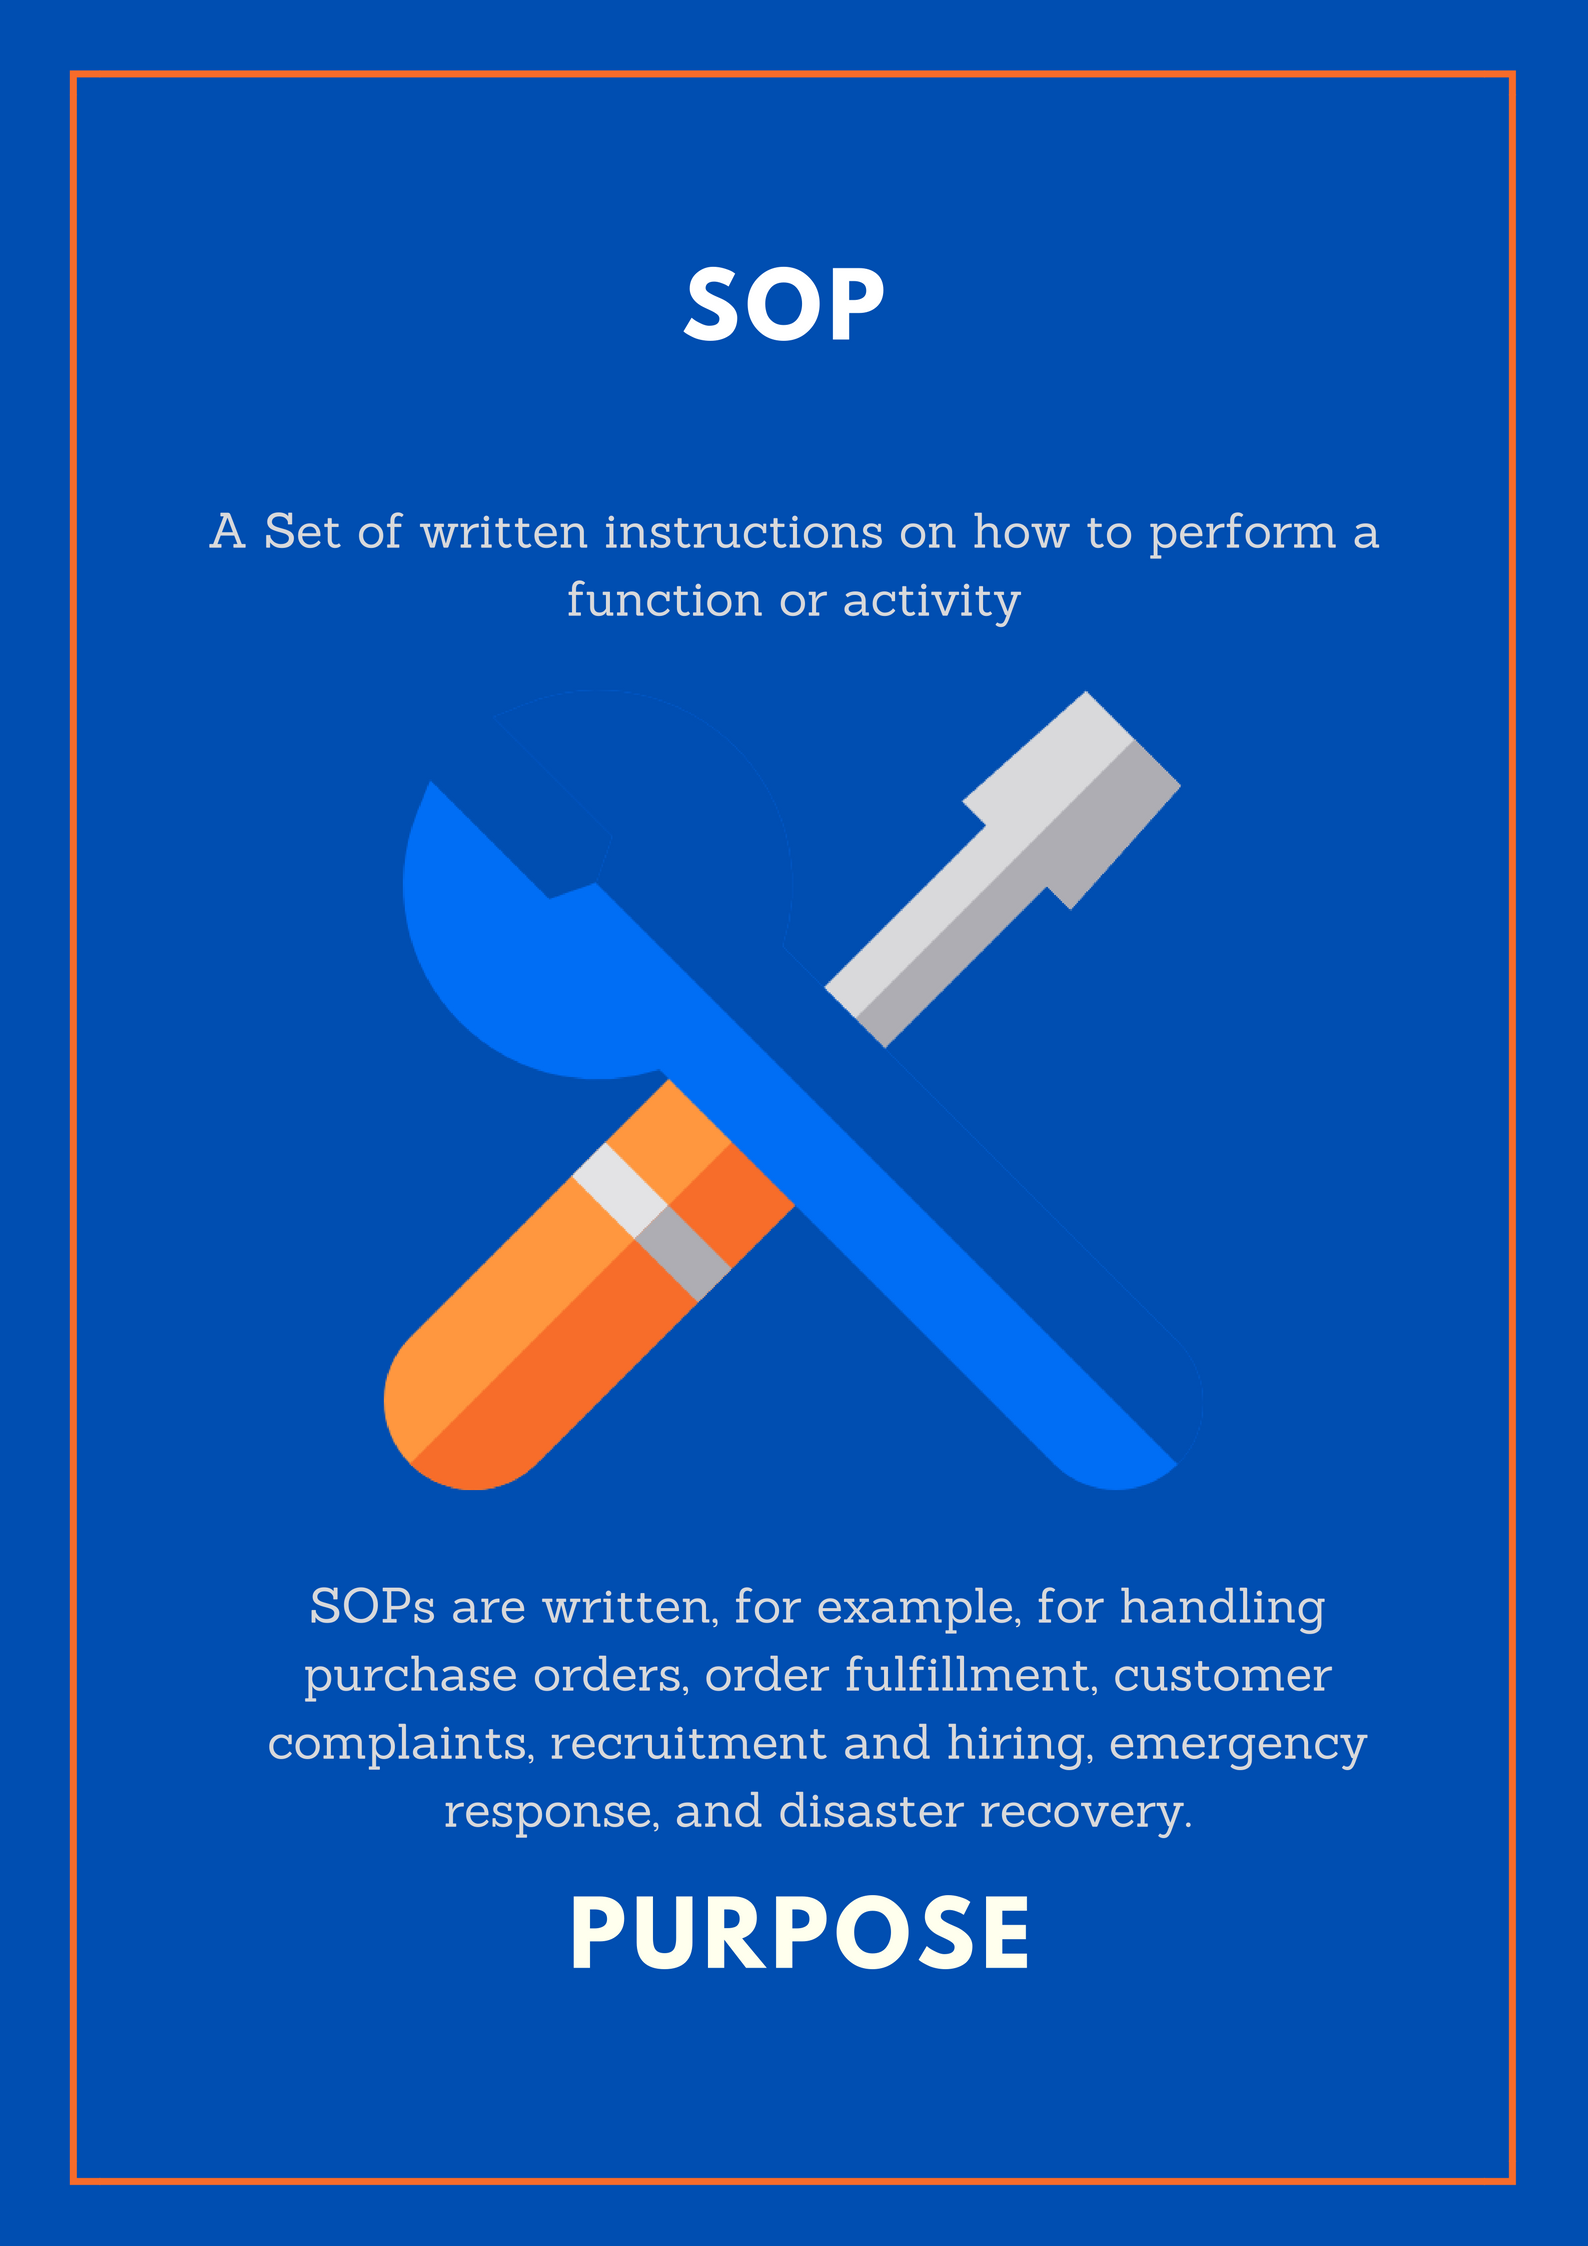 SOP
A Set of written instructions on how to perform a
function or activity
SOPs are written, for example, for handling
purchase orders, order fulfillment, customer
complaints, recruitment and hiring, emergency
response, and disaster recovery.
PURPOSE